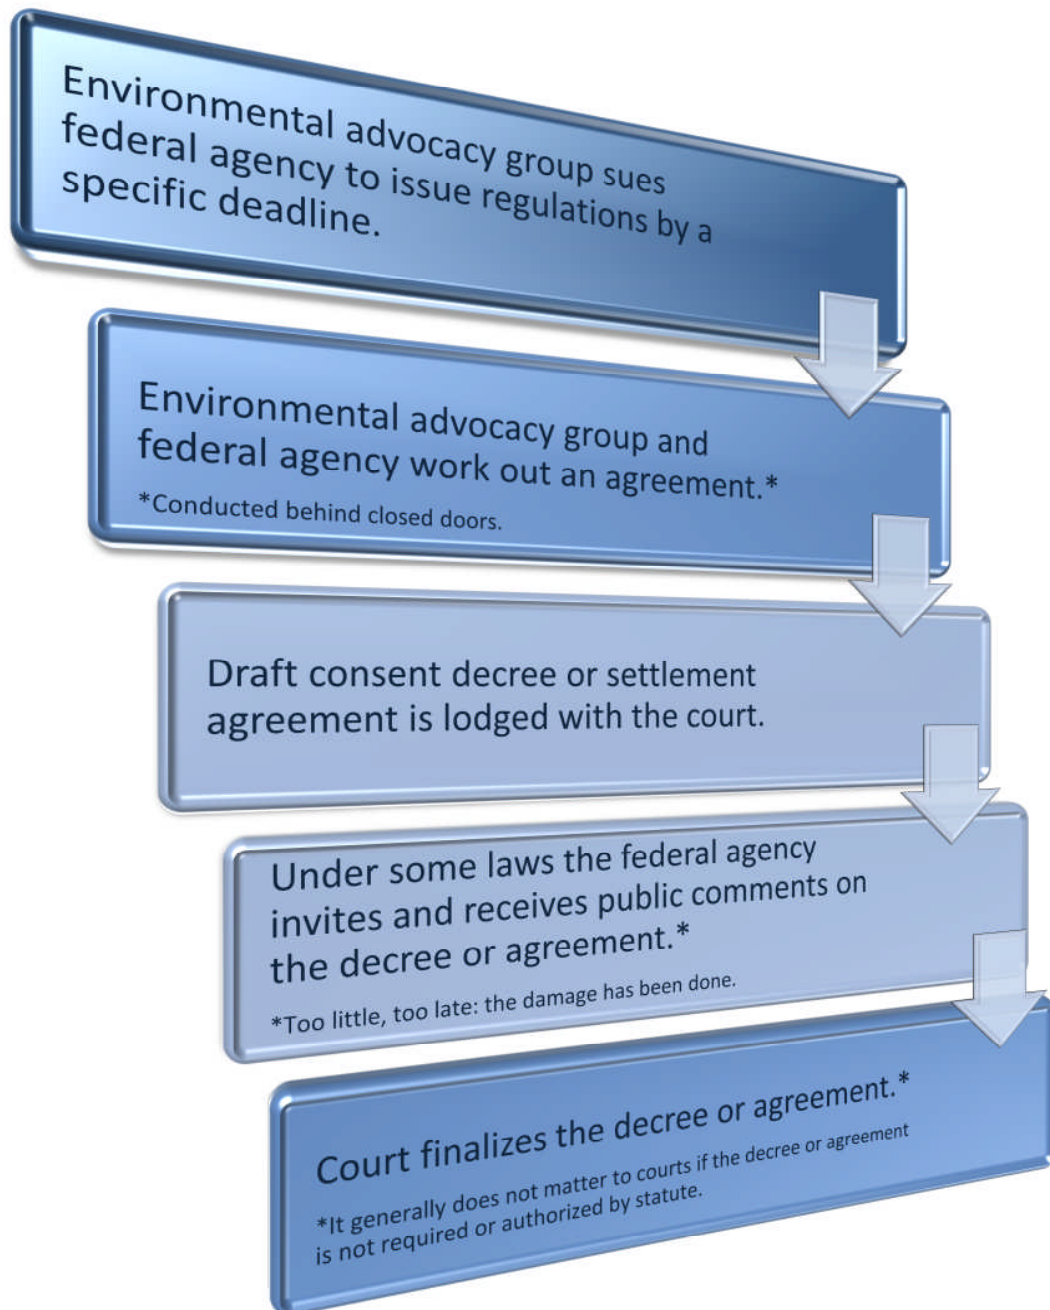 Environmental advocacy group sues
federal agency to issue regulations by a
specific deadline.
Environmental advocacy group and
federal agency work out an agreement.*
*Conducted behind closed doors.
Draft consent decree or settlement
agreement is lodged with the court.
Under some laws the federal agency
invites and receives public comments on
the decree or agreement.*
*Too little, too late: the damage has been done.
Court finalizes the decree or agreement.*
*It generally does not matter to courts if the decree or agreement
is not required or authorized by statute.